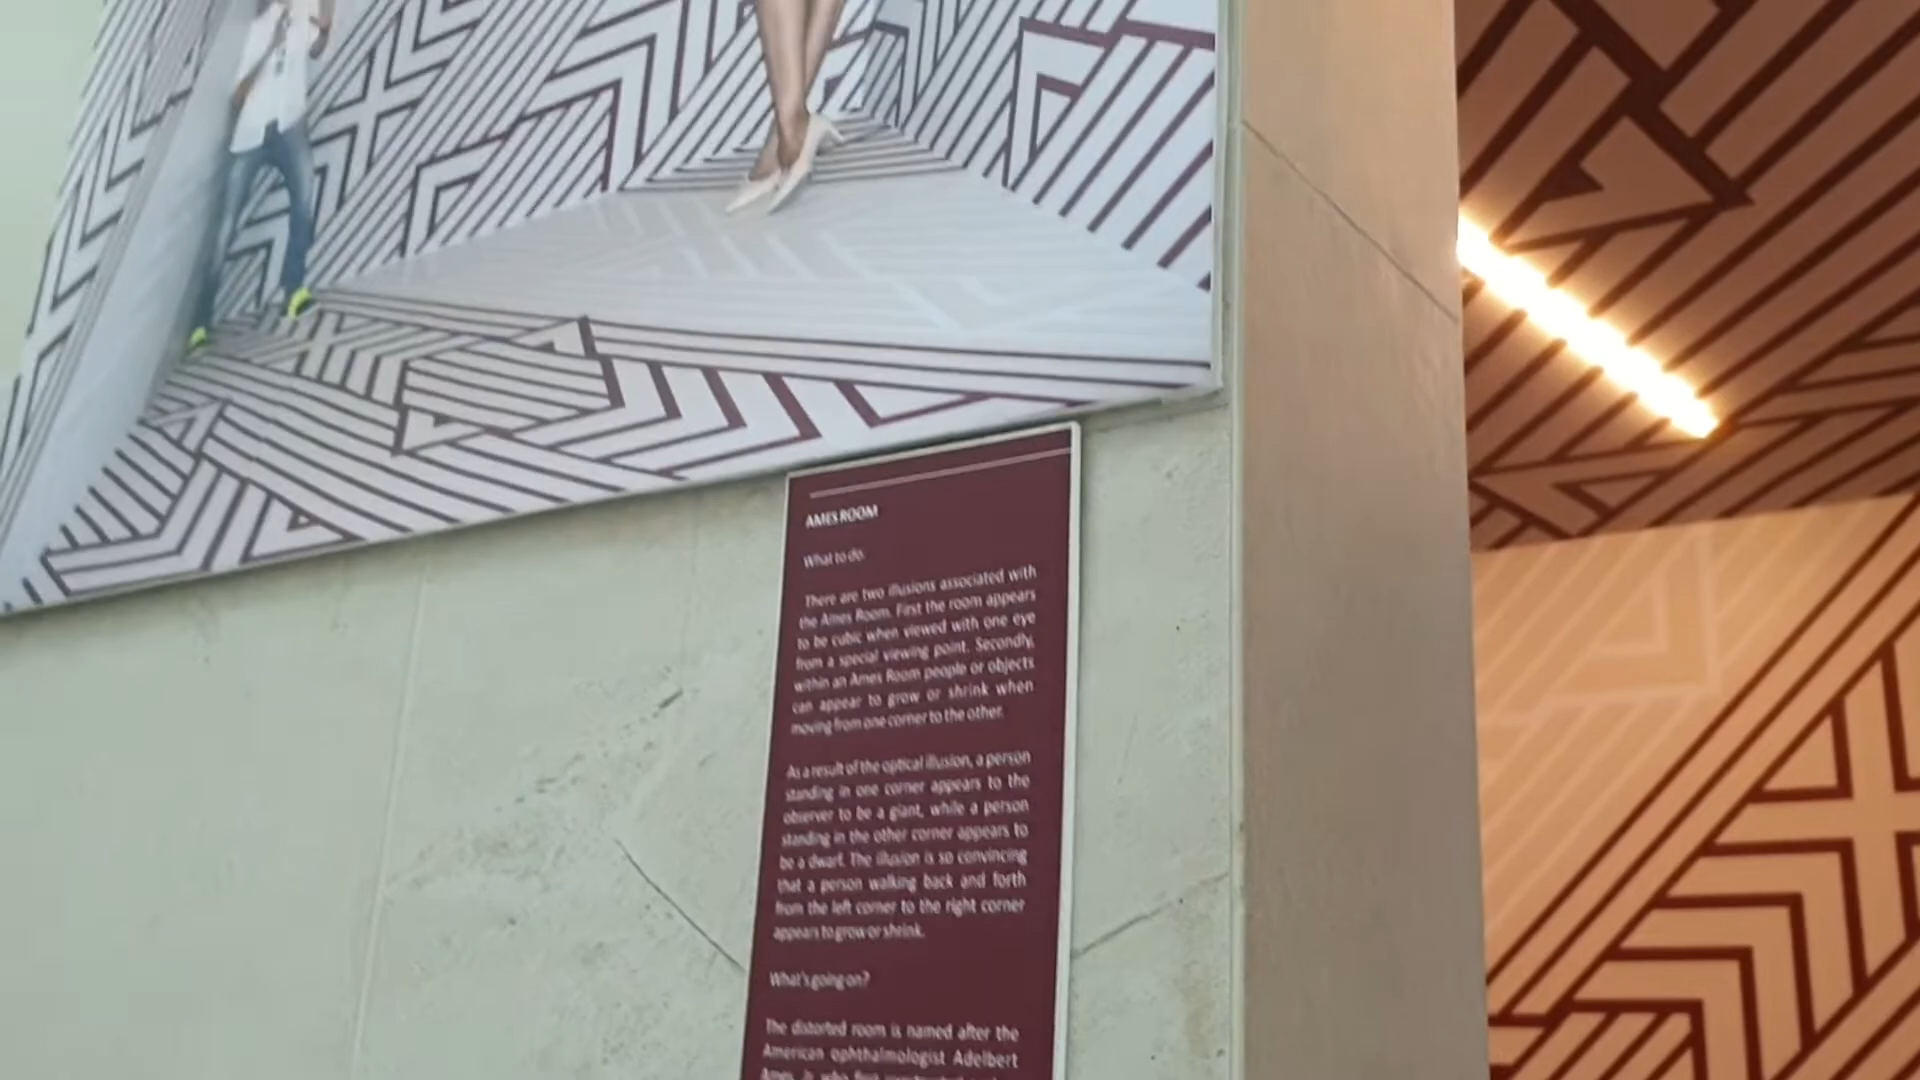 AMES ROOM
What to do.
There are two illusions associated with
the Ames Room. First the room appears
to be cubic when viewed with one eye
from a special viewing point. Secondly,
within an Ames Room people or objects
can appear to grow or shrink when
moving from one corner to the other.
As a result of the optical illusion, a person
standing in one corner appears to the
observer to be a giant, while a person
standing in the other corner appears to
be a dwarf. The illusion is so convincing
that a person walking back and forth
from the left corner to the right corner
appears to grow or shrink.
What's going on?
The distorted room is named after the
American ophthalmologist Adelbert